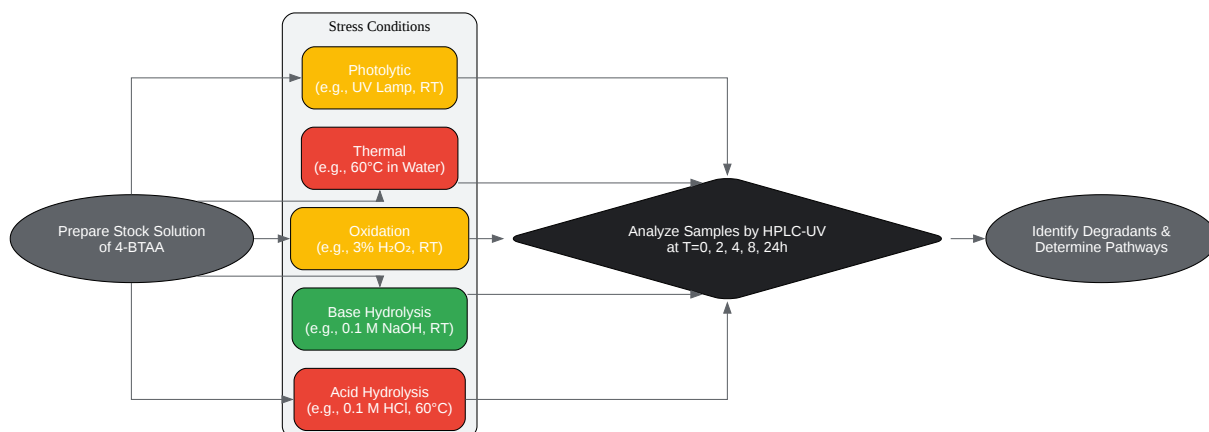 Stress Conditions
Photolytic
(e.g., UV Lamp, RT)
Thermal
(e.g., 60°C in Water)
Prepare Stock Solution
of 4-BTAA
Oxidation
(e.g., 3% H₂O₂, RT)
Analyze Samples by HPLC-UV
at T=0, 2, 4, 8, 24h
Identify Degradants &
Determine Pathways
Base Hydrolysis
(e.g., 0.1 M NaOH, RT)
Acid Hydrolysis
(e.g., 0.1 M HCl, 60°C)